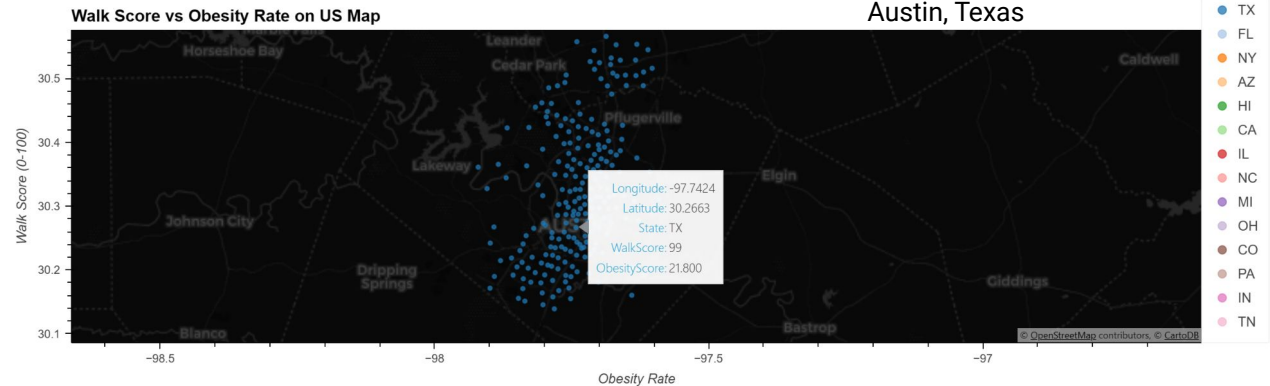 Walk Score vs Obesity Rate on US Map
Austin, Texas
Marble Falls
Horseshoe Bay
Leander
Cedar Park
Caldwell
Pflugerville
Lakeway
Elgin
Johnson City
Dripping
Springs
Giddings
Blanco
Bastrop
Longitude: -97.7424
Latitude: 30.2663
State: TX
WalkScore: 99
ObesityScore: 21.800
30.5
30.4
30.3
30.2
30.1
Walk Score (0-100)
−98.5
−98
−97.5
−97
Obesity Rate
© OpenStreetMap contributors, © CartoDB
TX
FL
NY
AZ
HI
CA
IL
NC
MI
OH
CO
PA
IN
TN